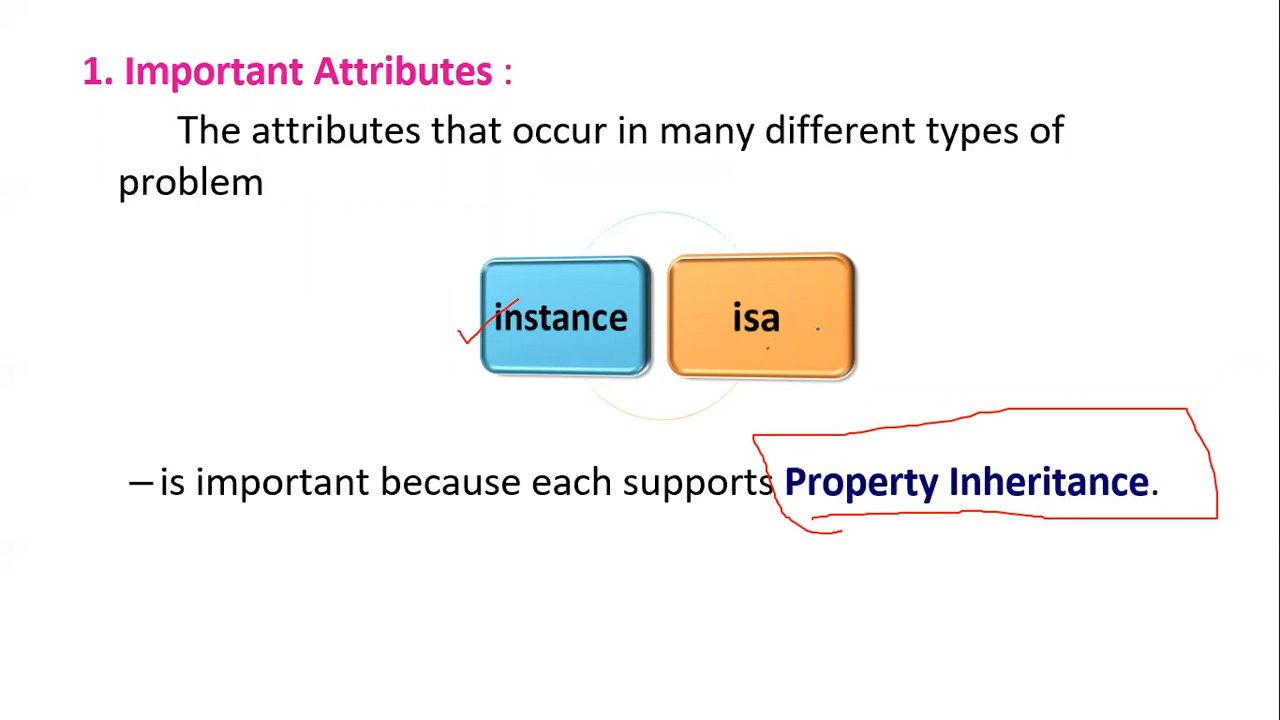 1. Important Attributes :
The attributes that occur in many different types of
problem
instance
isa
– is important because each supports Property Inheritance.